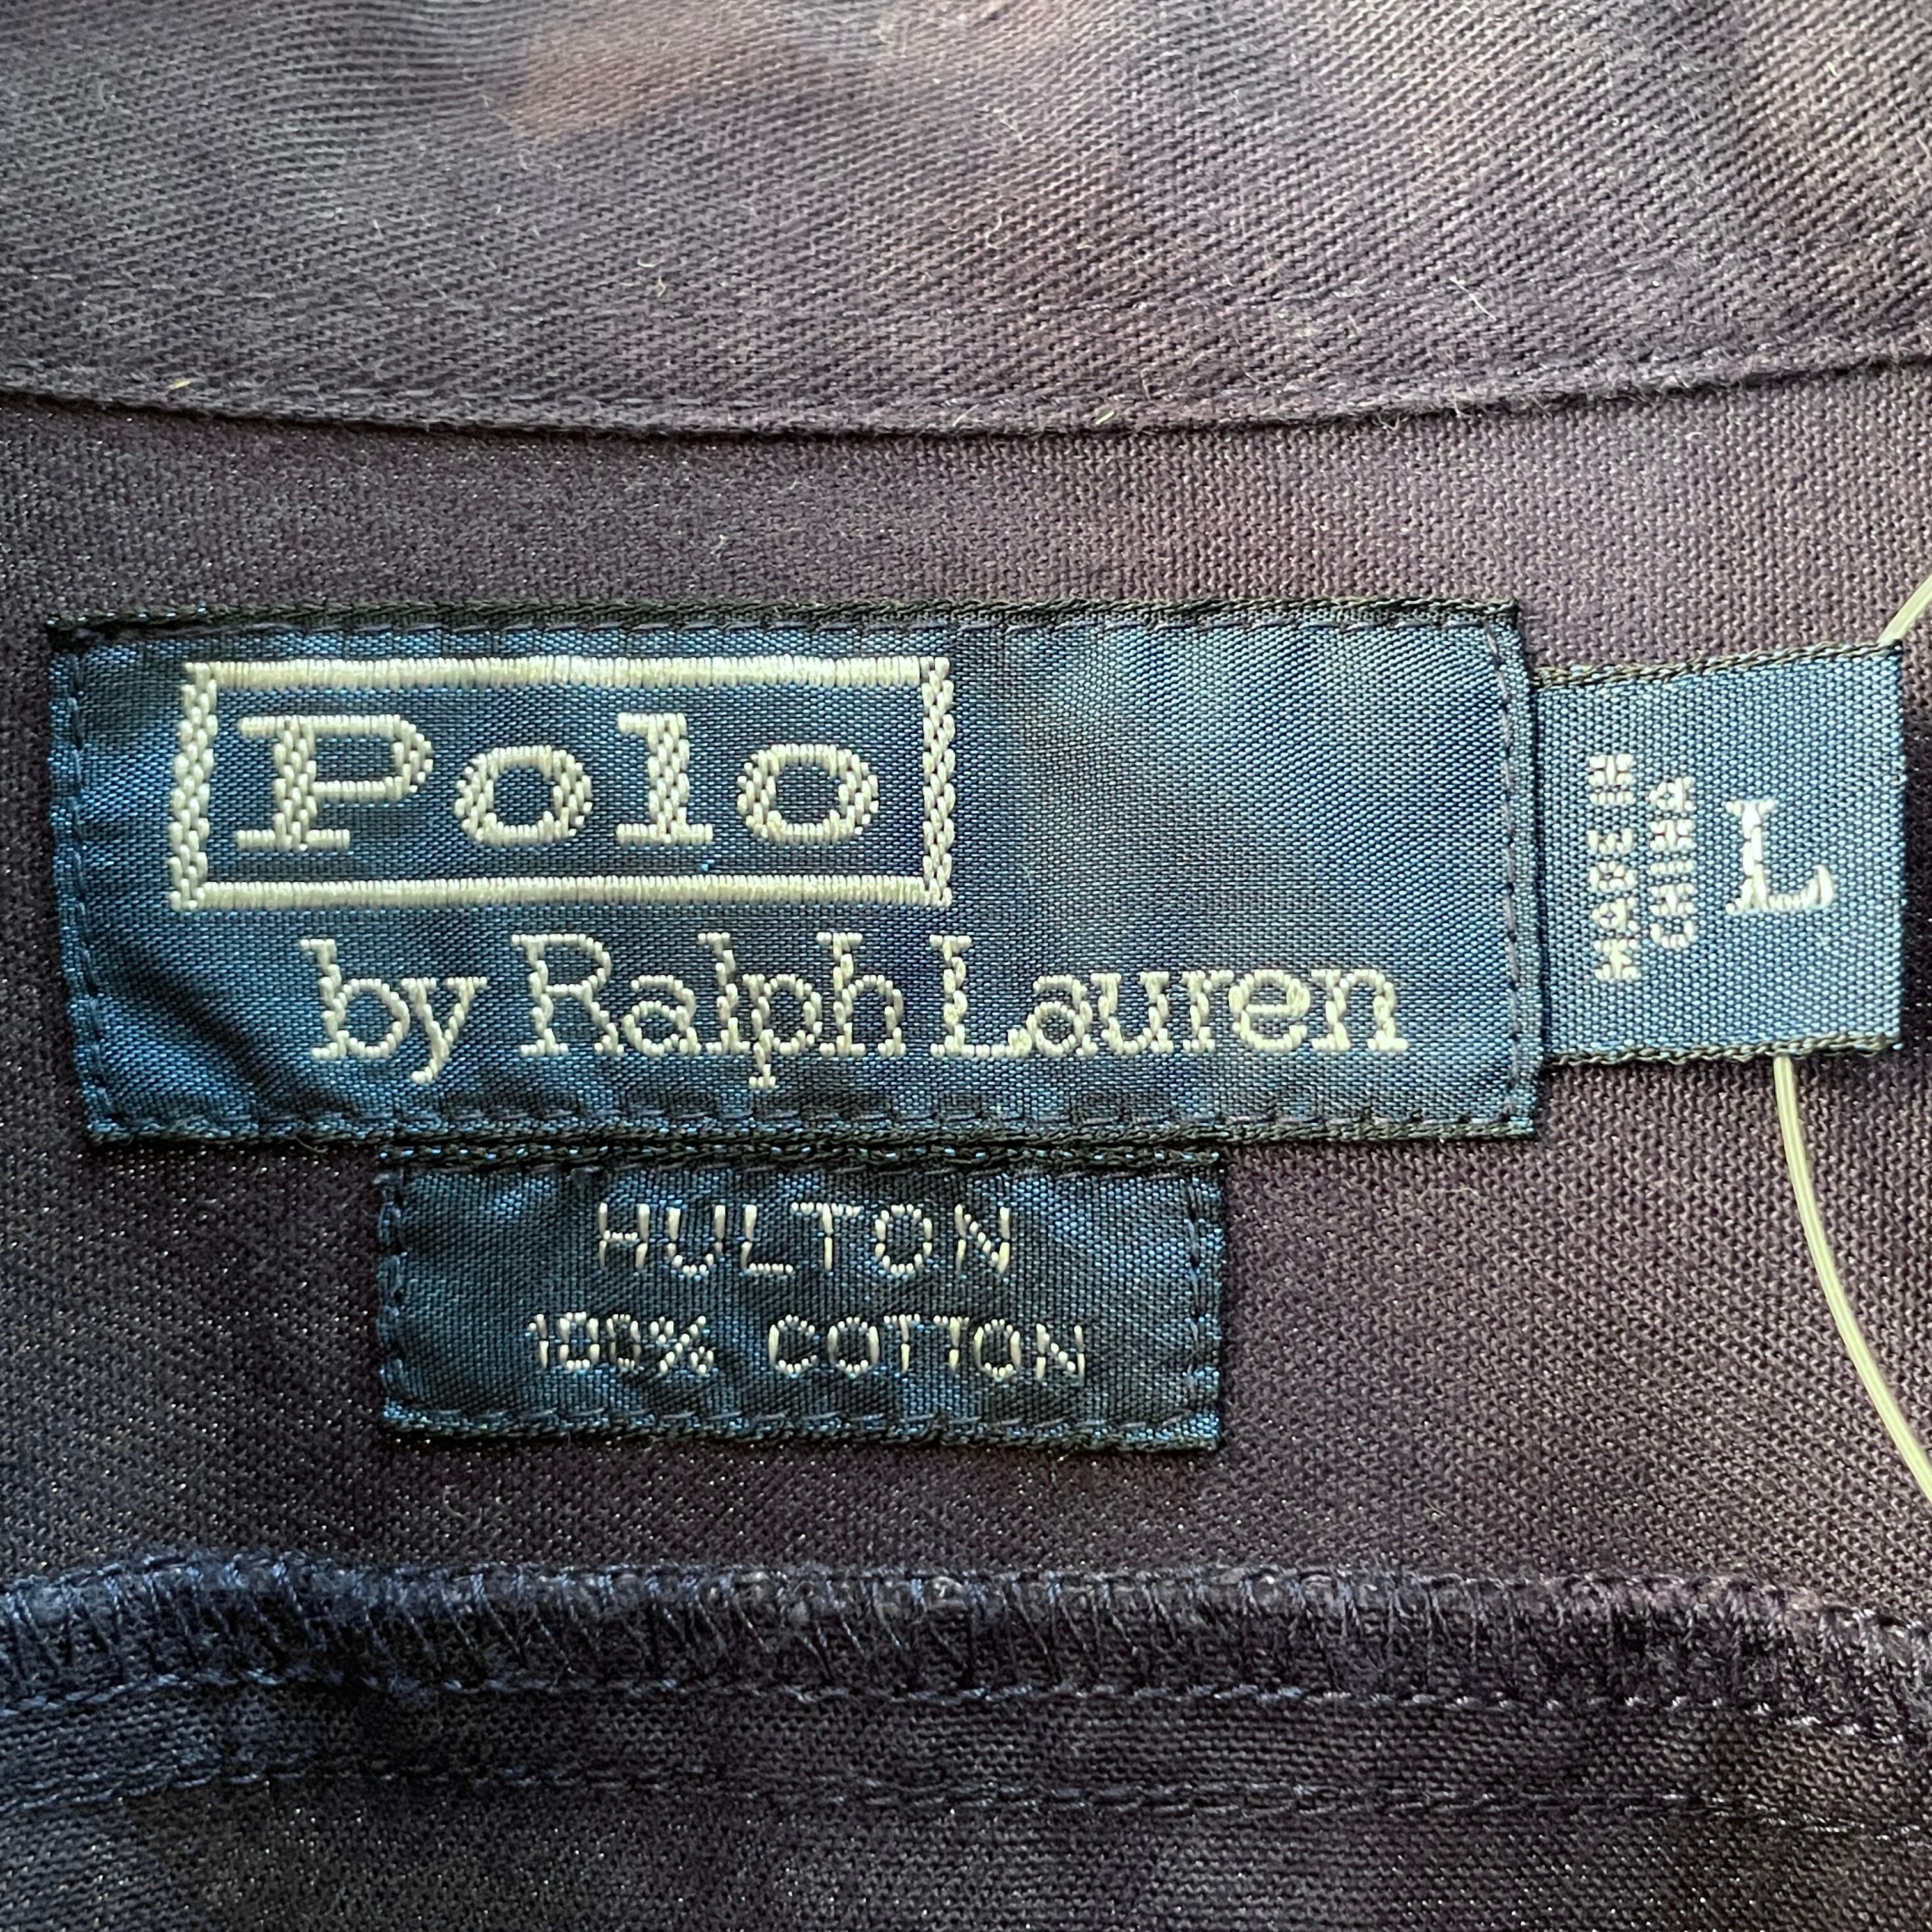 Polo
by Ralph Lauren
MADE IN
CHINA
L
HULTON
100% COTTON